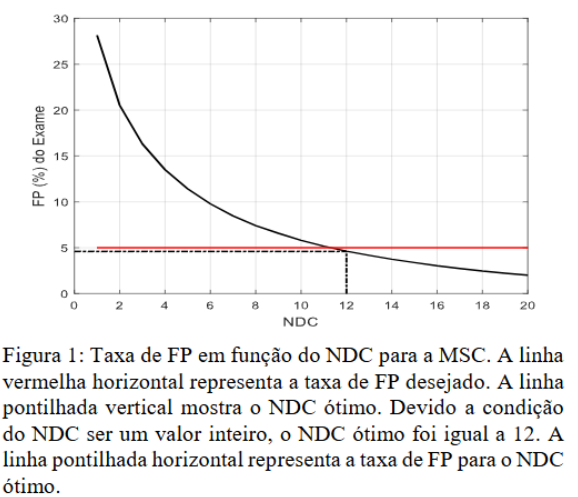 30
25
20
15
10
5
0
FP (%) do Exame
0 2 4 6 8 10 12 14 16 18 20
NDC
Figura 1: Taxa de FP em função do NDC para a MSC. A linha
vermelha horizontal representa a taxa de FP desejado. A linha
pontilhada vertical mostra o NDC ótimo. Devido a condição
do NDC ser um valor inteiro, o NDC ótimo foi igual a 12. A
linha pontilhada horizontal representa a taxa de FP para o NDC
ótimo.